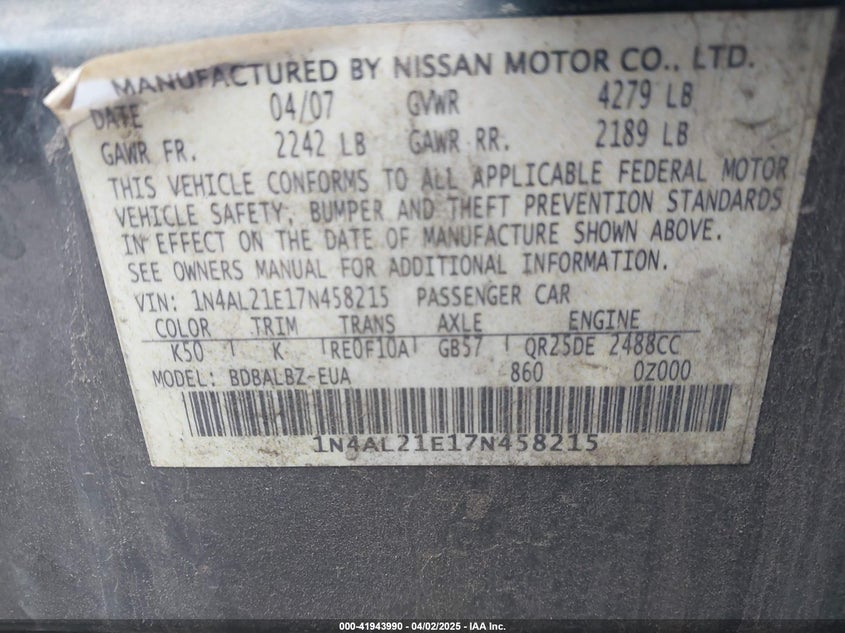 MANUFACTURED BY NISSAN MOTOR CO., LTD.
DATE 04/07 GVWR 4279 LB
GAWR FR. 2242 LB GAWR RR. 2189 LB
THIS VEHICLE CONFORMS TO ALL APPLICABLE FEDERAL MOTOR
VEHICLE SAFETY, BUMPER AND THEFT PREVENTION STANDARDS
IN EFFECT ON THE DATE OF MANUFACTURE SHOWN ABOVE.
SEE OWNERS MANUAL FOR ADDITIONAL INFORMATION.
VIN: 1N4AL21E17N458215 PASSENGER CAR
COLOR TRIM TRANS AXLE ENGINE
K50 K RE0F10A GB57 QR25DE 2488CC
MODEL: BDBALBZ-EUA 860 0Z000
1N4AL21E17N458215
000-41943990 - 04/02/2025 - IAA Inc.